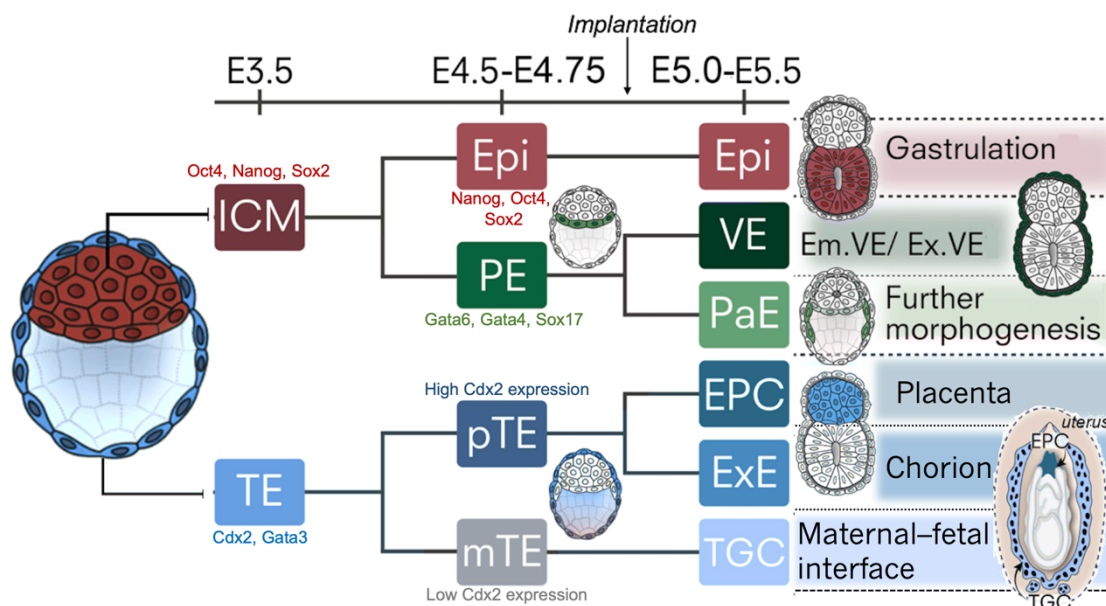 Implantation
E3.5
E4.5-E4.75
E5.0-E5.5
Oct4, Nanog, Sox2
ICM
Epi
Nanog, Oct4,
Sox2
Epi
Gastrulation
PE
Gata6, Gata4, Sox17
VE
Em.VE/ Ex.VE
PaE
Further
morphogenesis
High Cdx2 expression
pTE
EPC
Placenta
ExE
Chorion
TE
Cdx2, Gata3
mTE
Low Cdx2 expression
TGC
Maternal–fetal
interface
uterus
EPC
TGC